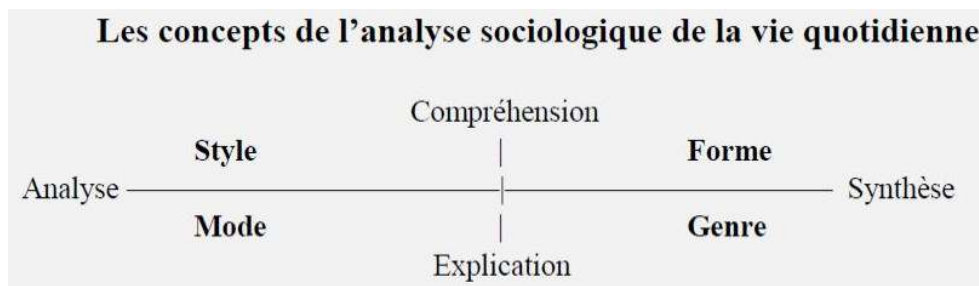 Les concepts de l'analyse sociologique de la vie quotidienne
Compréhension
Style Forme
Analyse Synthèse
Mode Genre
Explication